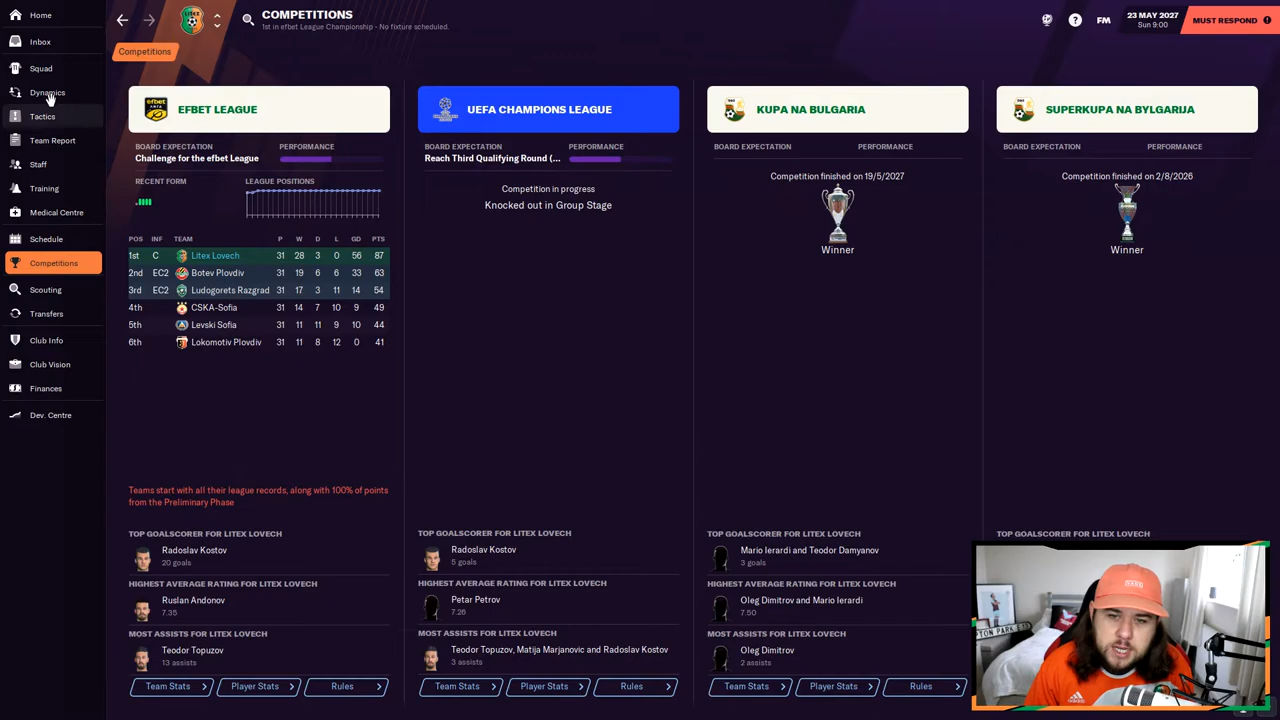 Home
Inbox
Squad
Dynamics
Tactics
Team Report
Staff
Training
Medical Centre
Schedule
Competitions
Scouting
Transfers
Club Info
Club Vision
Finances
Dev. Centre
COMPETITIONS
1st in efbet League Championship - No fixture scheduled.
FM
23 MAY 2027
Sun 9:00
MUST RESPOND
Competitions
EFBET LEAGUE
BOARD EXPECTATION PERFORMANCE
Challenge for the efbet League
RECENT FORM LEAGUE POSITIONS
POS INF TEAM P W D L GD PTS
1st C Litex Lovech 31 28 3 0 56 87
2nd EC2 Botev Plovdiv 31 19 6 6 33 63
3rd EC2 Ludogorets Razgrad 31 17 3 11 14 54
4th CSKA-Sofia 31 14 7 10 9 49
5th Levski Sofia 31 11 11 9 10 44
6th Lokomotiv Plovdiv 31 11 8 12 0 41
Teams start with all their league records, along with 100% of points
from the Preliminary Phase
TOP GOALSCORER FOR LITEX LOVECH
Radoslav Kostov
20 goals
HIGHEST AVERAGE RATING FOR LITEX LOVECH
Ruslan Andonov
7.35
MOST ASSISTS FOR LITEX LOVECH
Teodor Topuzov
13 assists
Team Stats Player Stats Rules
UEFA CHAMPIONS LEAGUE
BOARD EXPECTATION PERFORMANCE
Reach Third Qualifying Round (...
Competition in progress
Knocked out in Group Stage
TOP GOALSCORER FOR LITEX LOVECH
Radoslav Kostov
5 goals
HIGHEST AVERAGE RATING FOR LITEX LOVECH
Petar Petrov
7.26
MOST ASSISTS FOR LITEX LOVECH
Teodor Topuzov, Matija Marjanovic and Radoslav Kostov
3 assists
Team Stats Player Stats Rules
KUPA NA BULGARIA
BOARD EXPECTATION PERFORMANCE
Competition finished on 19/5/2027
Winner
TOP GOALSCORER FOR LITEX LOVECH
Mario Ierardi and Teodor Damyanov
3 goals
HIGHEST AVERAGE RATING FOR LITEX LOVECH
Oleg Dimitrov and Mario Ierardi
7.50
MOST ASSISTS FOR LITEX LOVECH
Oleg Dimitrov
2 assists
Team Stats Player Stats Rules
SUPERKUPA NA BYLGARIJA
BOARD EXPECTATION PERFORMANCE
Competition finished on 2/8/2026
Winner
TOP GOALSCORER FOR LITEX LOVECH